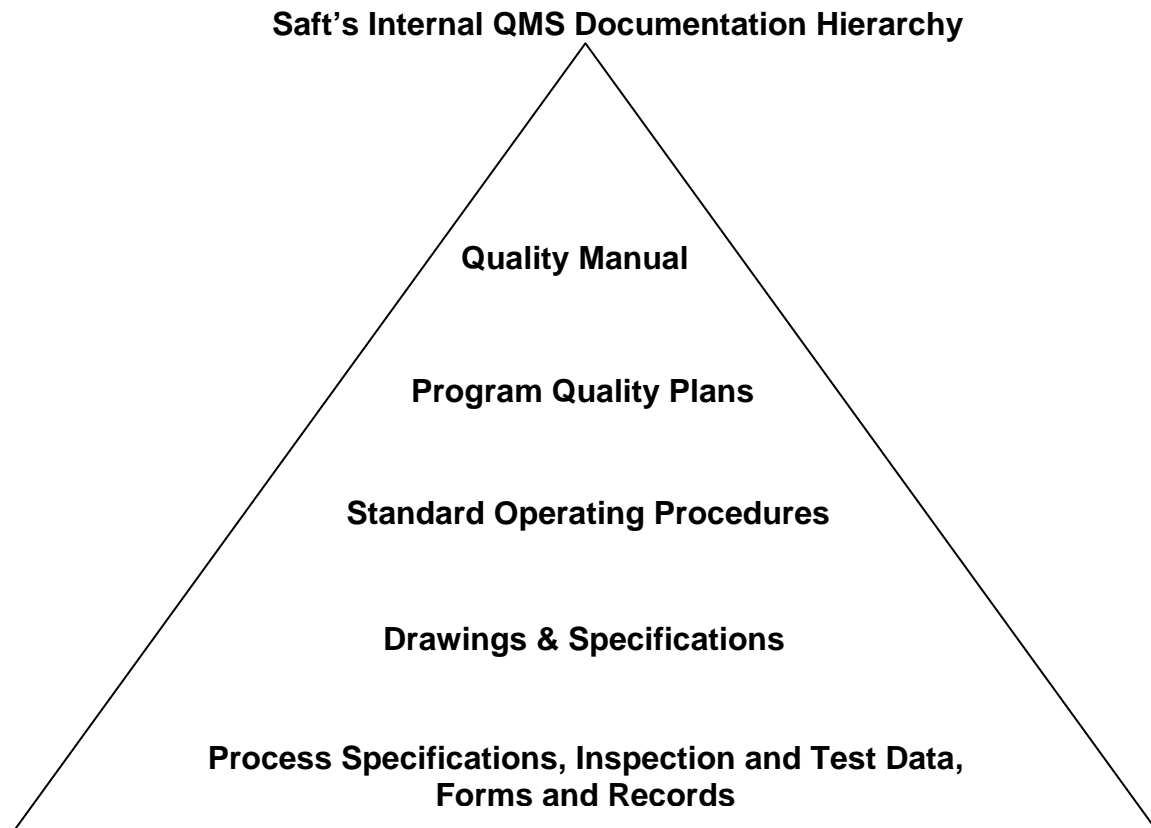 Saft’s Internal QMS Documentation Hierarchy
Quality Manual
Program Quality Plans
Standard Operating Procedures
Drawings & Specifications
Process Specifications, Inspection and Test Data,
Forms and Records